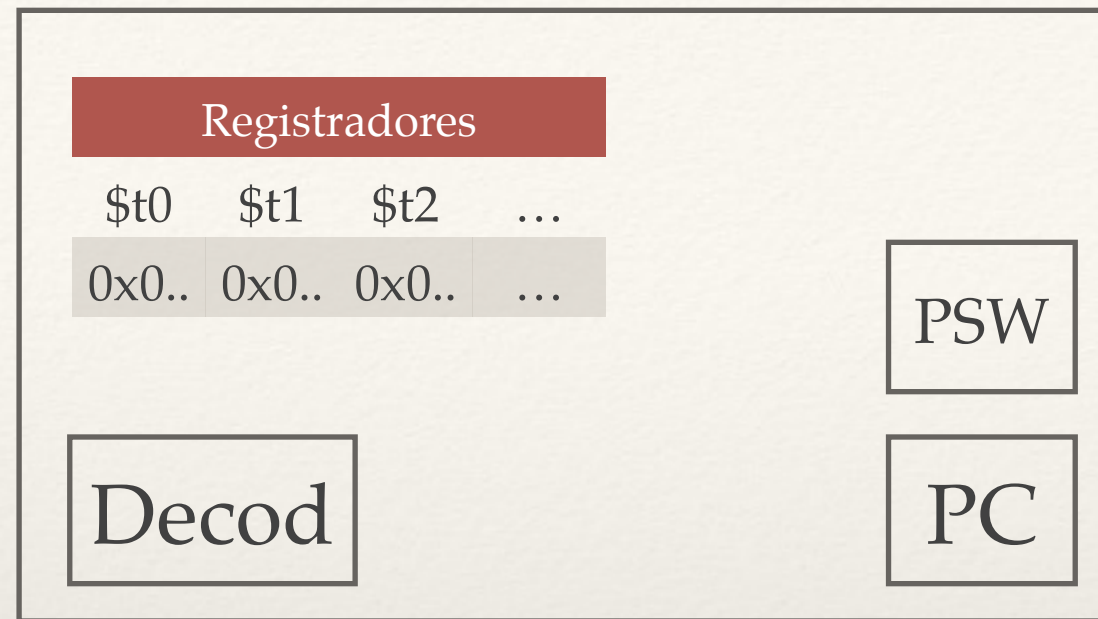 Registradores
$t0 $t1 $t2 …
0x0.. 0x0.. 0x0.. …
PSW
Decod
PC